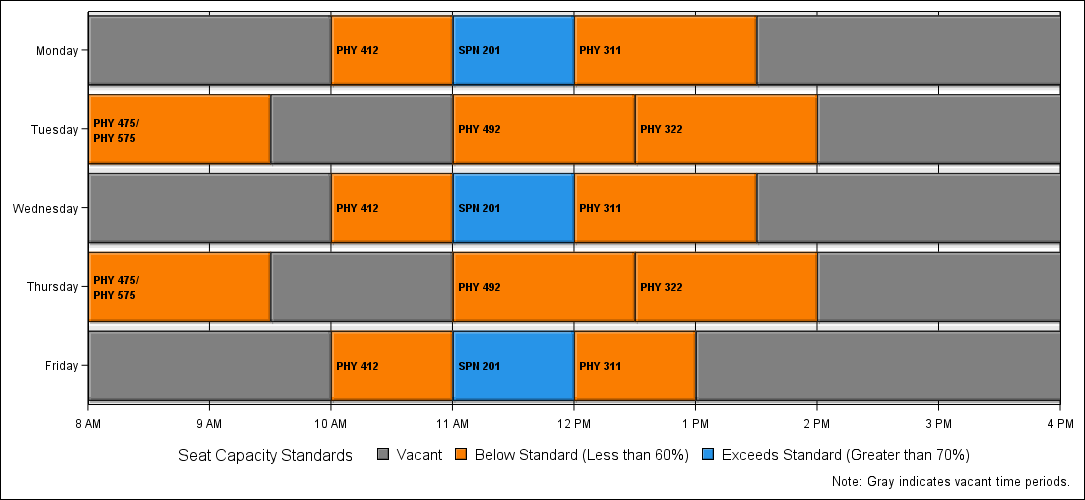 Monday
PHY 412
SPN 201
PHY 311
Tuesday
PHY 475/
PHY 575
PHY 492
PHY 322
Wednesday
PHY 412
SPN 201
PHY 311
Thursday
PHY 475/
PHY 575
PHY 492
PHY 322
Friday
PHY 412
SPN 201
PHY 311
8 AM 9 AM 10 AM 11 AM 12 PM 1 PM 2 PM 3 PM 4 PM
Seat Capacity Standards Vacant Below Standard (Less than 60%) Exceeds Standard (Greater than 70%)
Note: Gray indicates vacant time periods.